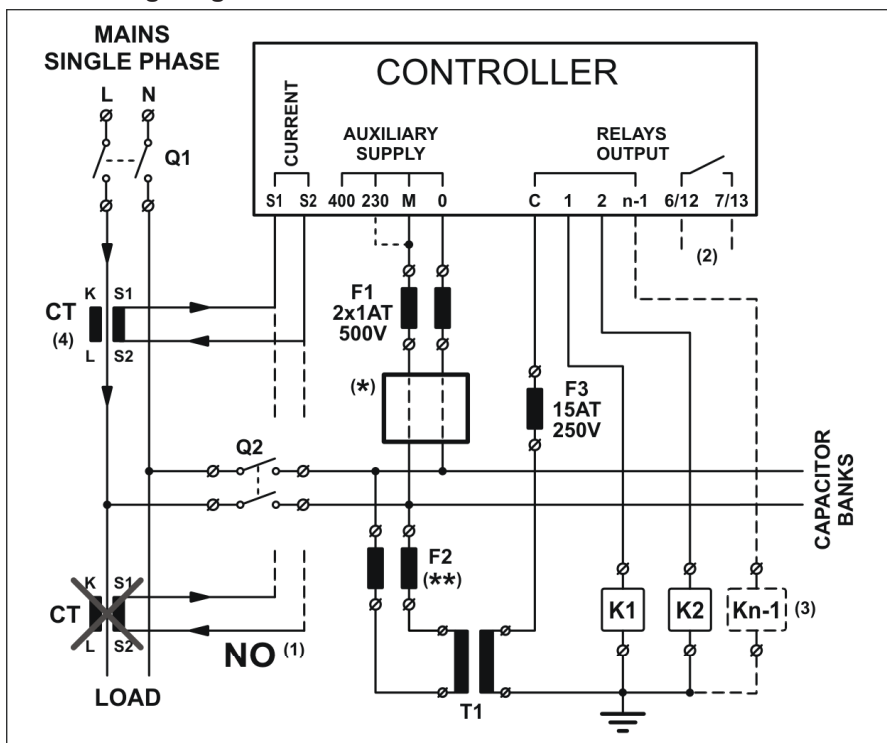 MAINS
SINGLE PHASE
L N
Q1
CONTROLLER
CURRENT
AUXILIARY
SUPPLY
RELAYS
OUTPUT
S1 S2 400 230 M 0 C 1 2 n-1 6/12 7/13
(2)
K S1
CT
(4)
L S2
F1
2x1AT
500V
(*)
F3
15AT
250V
Q2
CAPACITOR
BANKS
F2
(**)
K S1
CT
L S2
NO (1)
K1 K2 Kn-1 (3)
LOAD
T1